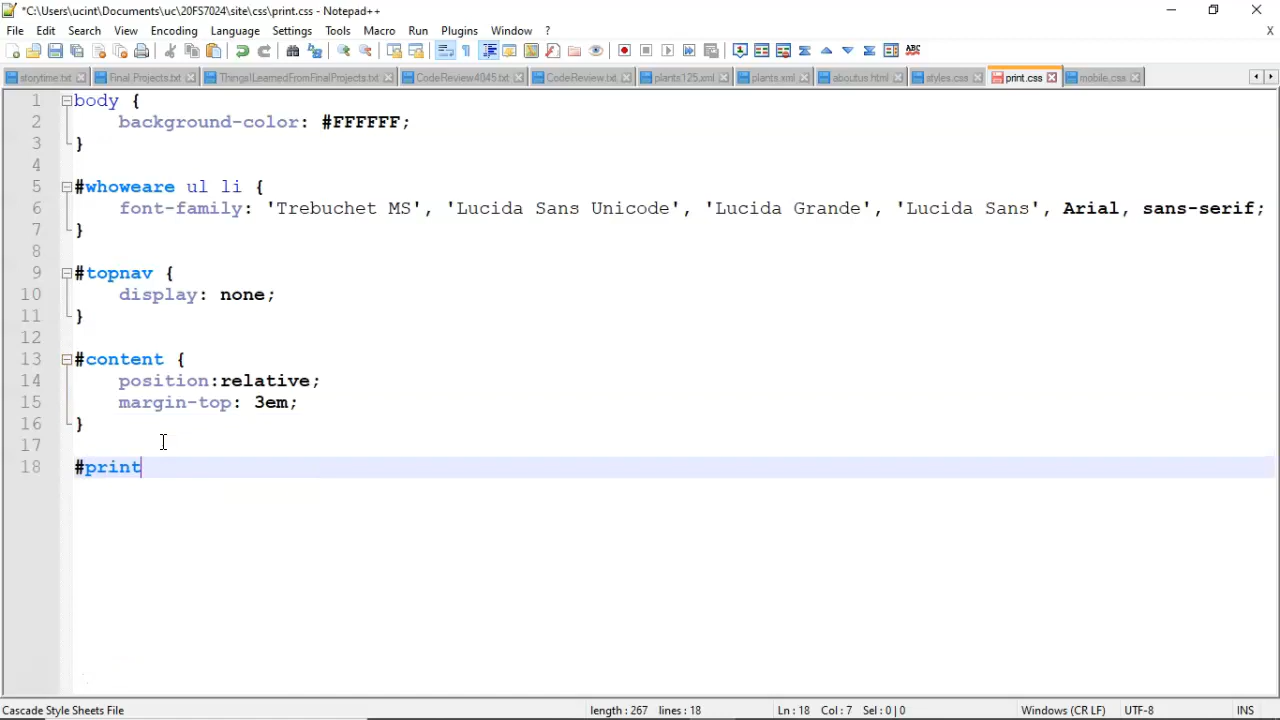 *C:\Users\ucint\Documents\uc\20FS7024\site\css\print.css - Notepad++
File Edit Search View Encoding Language Settings Tools Macro Run Plugins Window ? X
storytime.txt Final Projects.txt ThingsILearnedFromFinalProjects.txt CodeReview4045.txt CodeReview.txt plants125.xml plants.xml aboutus.html styles.css print.css mobile.css
1 body {
2 background-color: #FFFFFF;
3 }
4
5 #whoweare ul li {
6 font-family: 'Trebuchet MS', 'Lucida Sans Unicode', 'Lucida Grande', 'Lucida Sans', Arial, sans-serif;
7 }
8
9 #topnav {
10 display: none;
11 }
12
13 #content {
14 position:relative;
15 margin-top: 3em;
16 }
17
18 #print
Cascade Style Sheets File length : 267 lines : 18 Ln : 18 Col : 7 Sel : 0 | 0 Windows (CR LF) UTF-8 INS